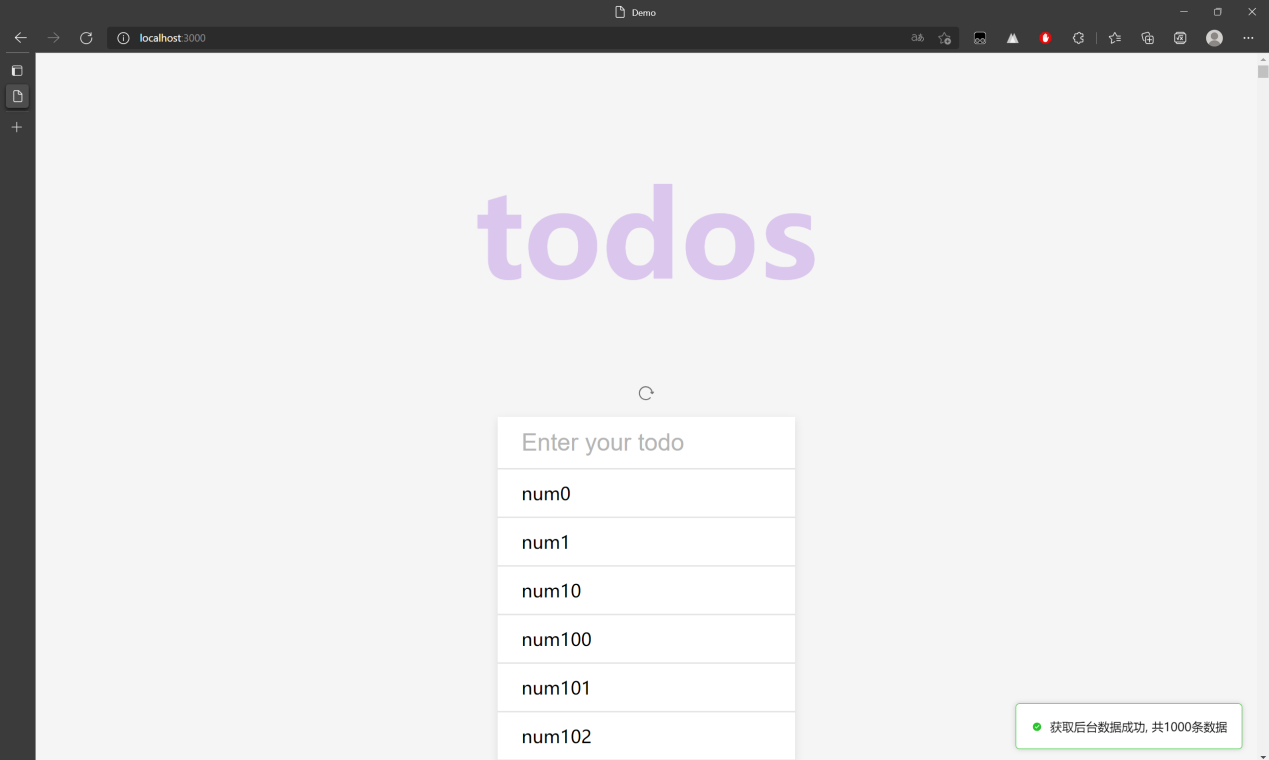 Demo
localhost:3000
todos
Enter your todo
num0
num1
num10
num100
num101
num102
获取后台数据成功, 共1000条数据